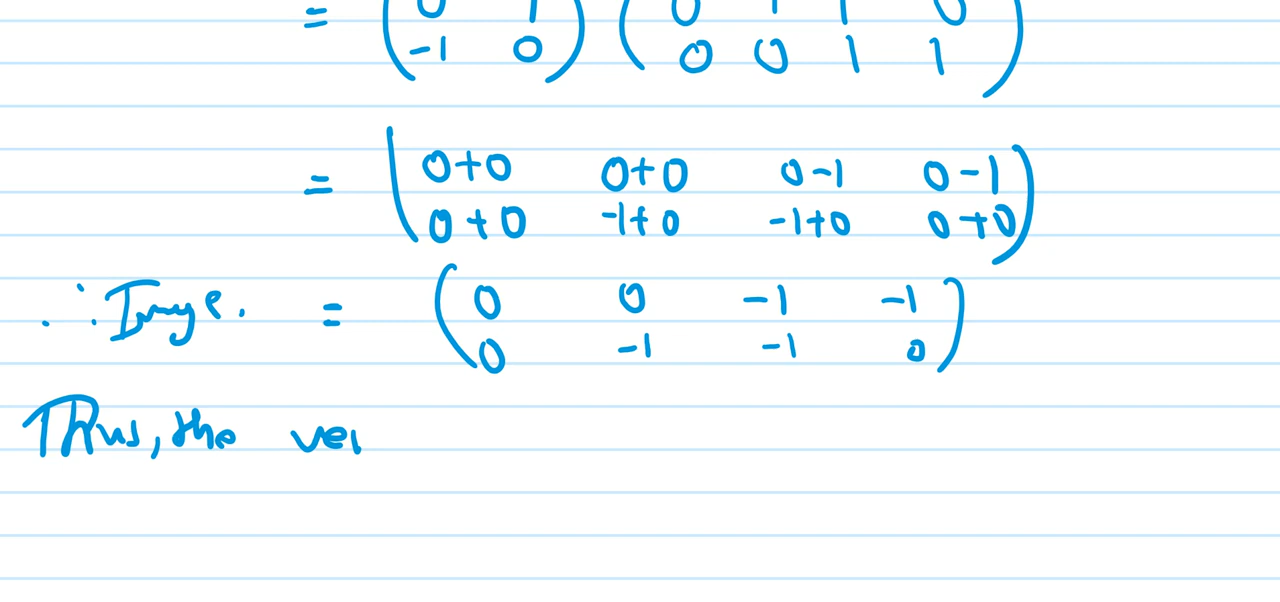 = ( 0 1 ) ( 0 1 1 0 )
-1 0 0 0 1 1
= ( 0+0 0+0 0-1 0-1 )
0+0 -1+0 -1+0 0+0
∴ Image. = ( 0 0 -1 -1 )
0 -1 -1 0
Thus, the ver